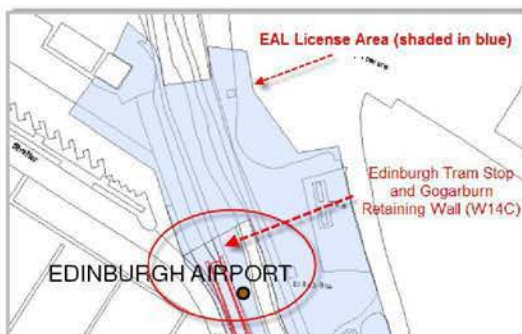 EAL License Area (shaded in blue)
Edinburgh Tram Stop
and Gogarburn
Retaining Wall (W14C)
EDINBURGH AIRPORT